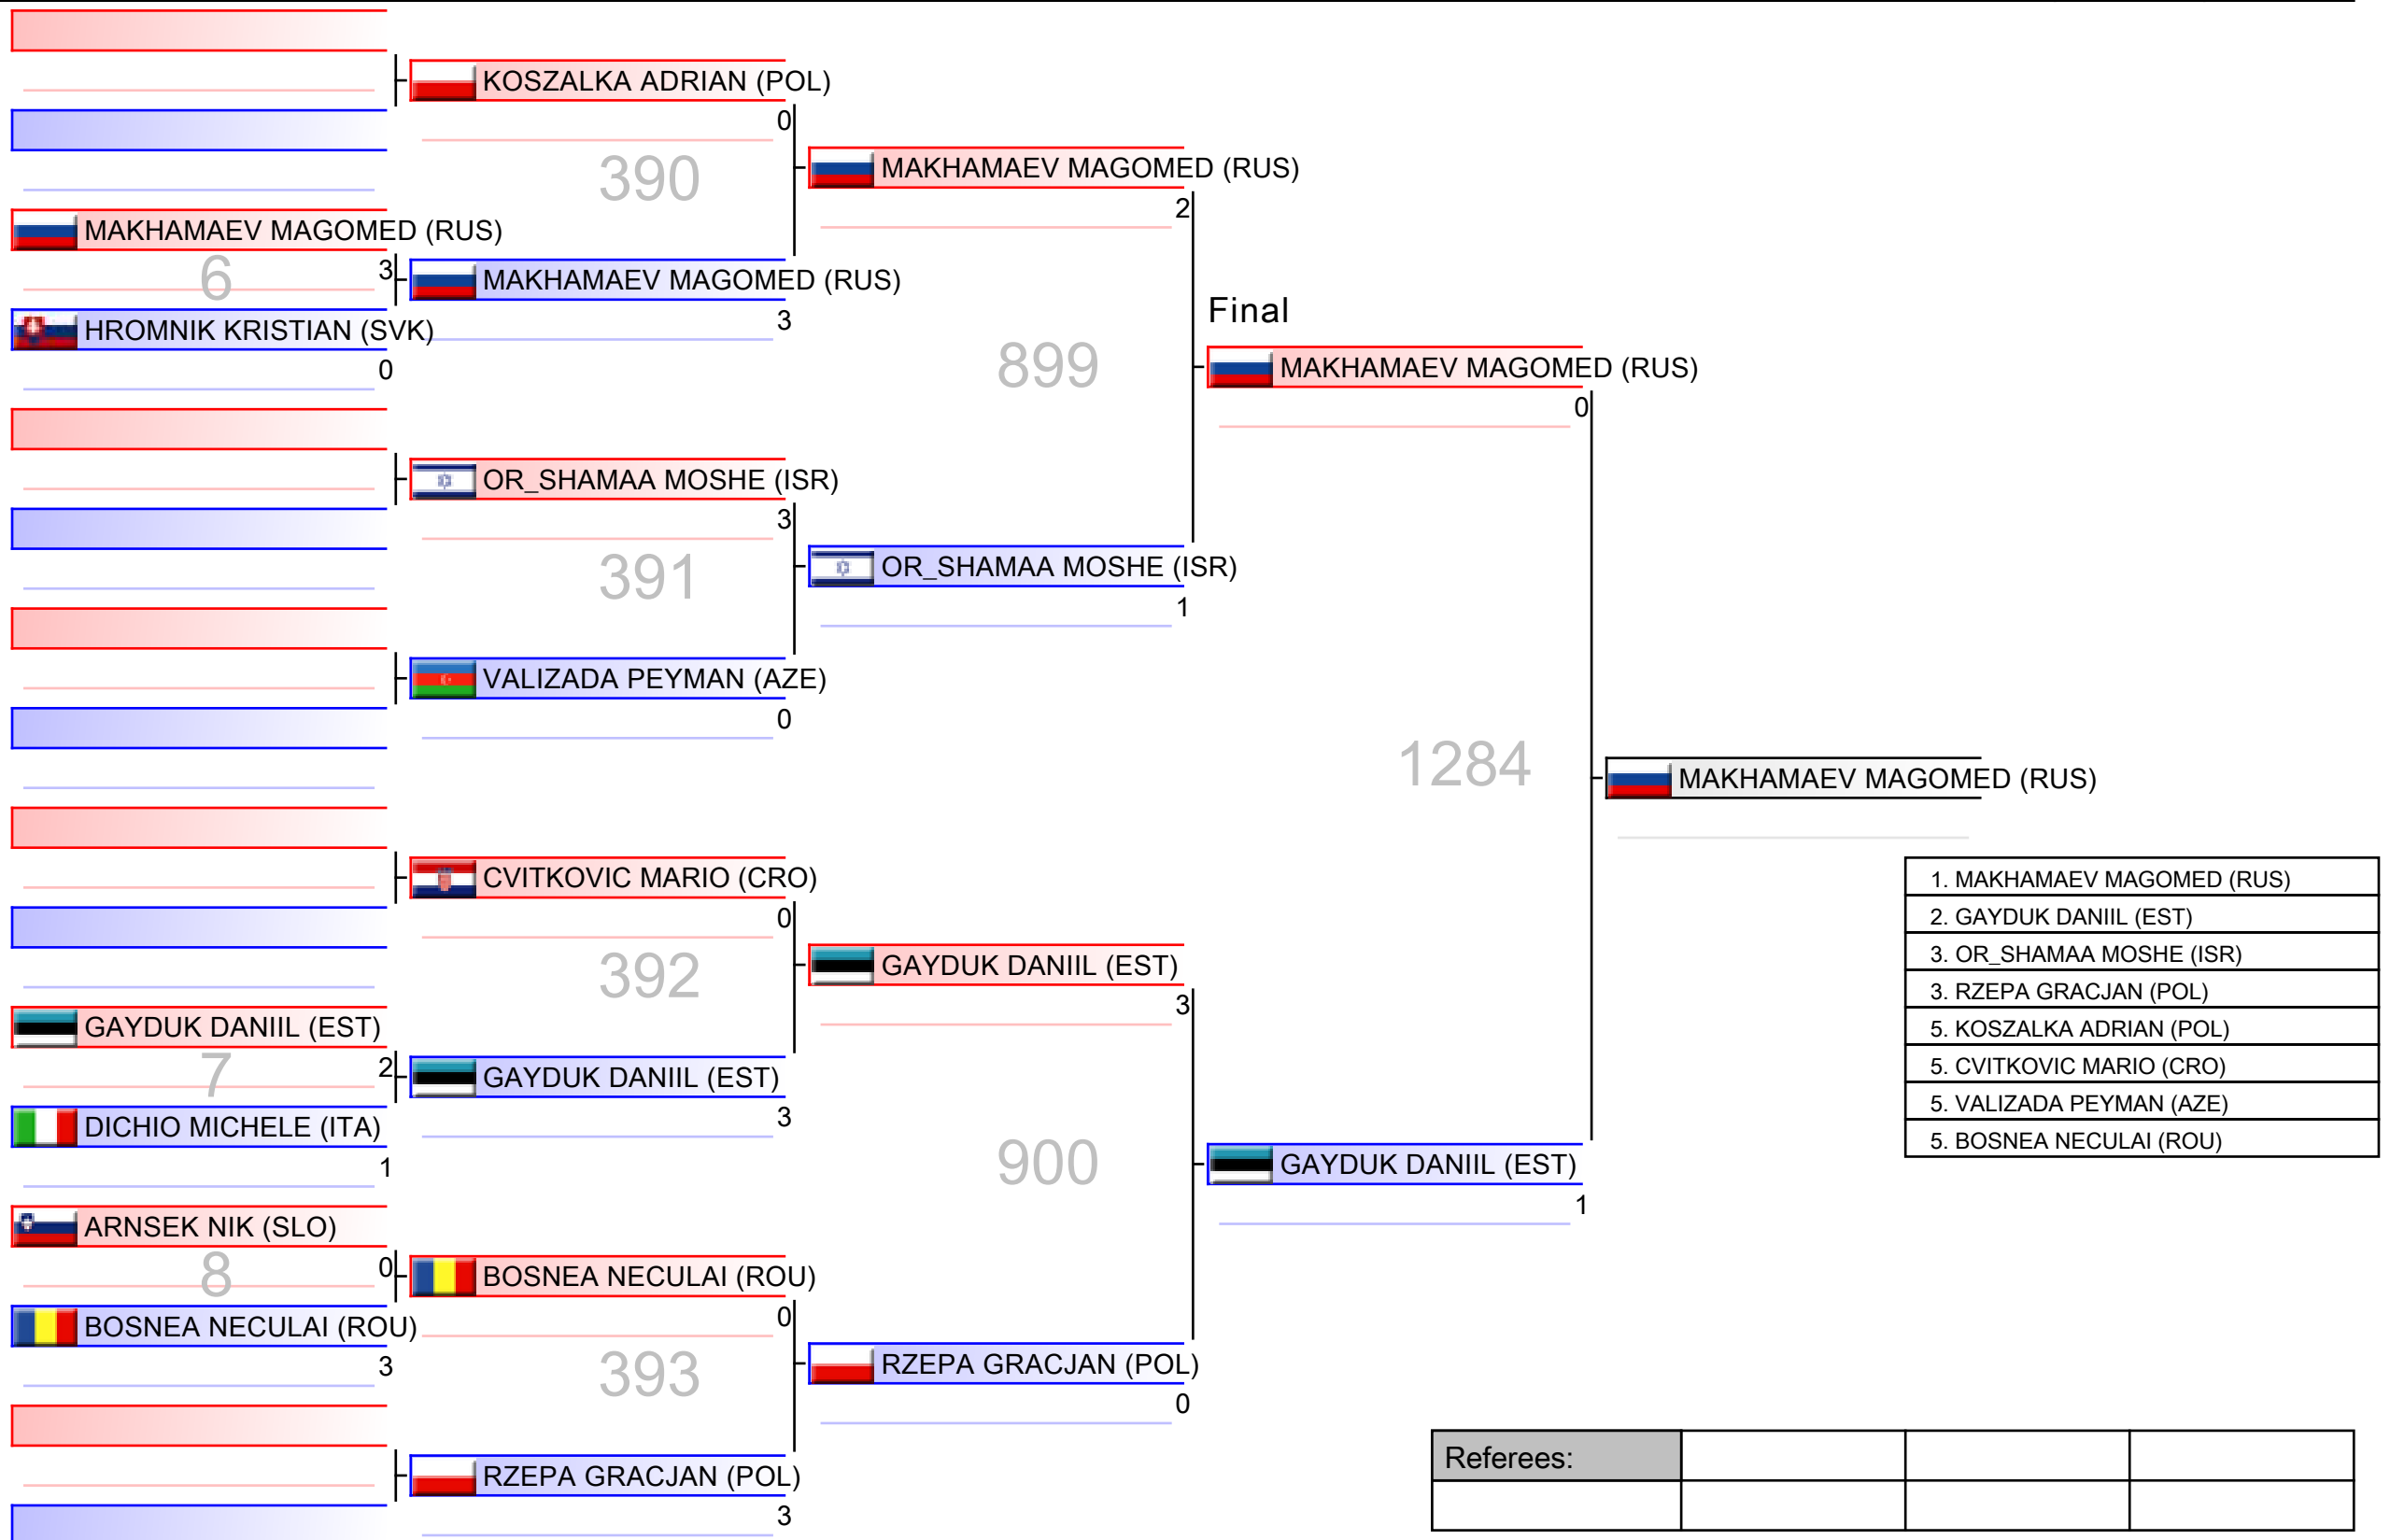 KOSZALKA ADRIAN (POL)
0
390
MAKHAMAEV MAGOMED (RUS)
2
MAKHAMAEV MAGOMED (RUS)
6
3
MAKHAMAEV MAGOMED (RUS)
3
HROMNIK KRISTIAN (SVK)
0
Final
899
MAKHAMAEV MAGOMED (RUS)
0
OR_SHAMAA MOSHE (ISR)
3
391
OR_SHAMAA MOSHE (ISR)
1
VALIZADA PEYMAN (AZE)
0
1284
MAKHAMAEV MAGOMED (RUS)
CVITKOVIC MARIO (CRO)
0
392
GAYDUK DANIIL (EST)
3
GAYDUK DANIIL (EST)
7
2
GAYDUK DANIIL (EST)
3
DICHIO MICHELE (ITA)
1
900
GAYDUK DANIIL (EST)
1
ARNSEK NIK (SLO)
8
0
BOSNEA NECULAI (ROU)
0
BOSNEA NECULAI (ROU)
3
393
RZEPA GRACJAN (POL)
0
RZEPA GRACJAN (POL)
3
1. MAKHAMAEV MAGOMED (RUS)
2. GAYDUK DANIIL (EST)
3. OR_SHAMAA MOSHE (ISR)
3. RZEPA GRACJAN (POL)
5. KOSZALKA ADRIAN (POL)
5. CVITKOVIC MARIO (CRO)
5. VALIZADA PEYMAN (AZE)
5. BOSNEA NECULAI (ROU)
Referees: